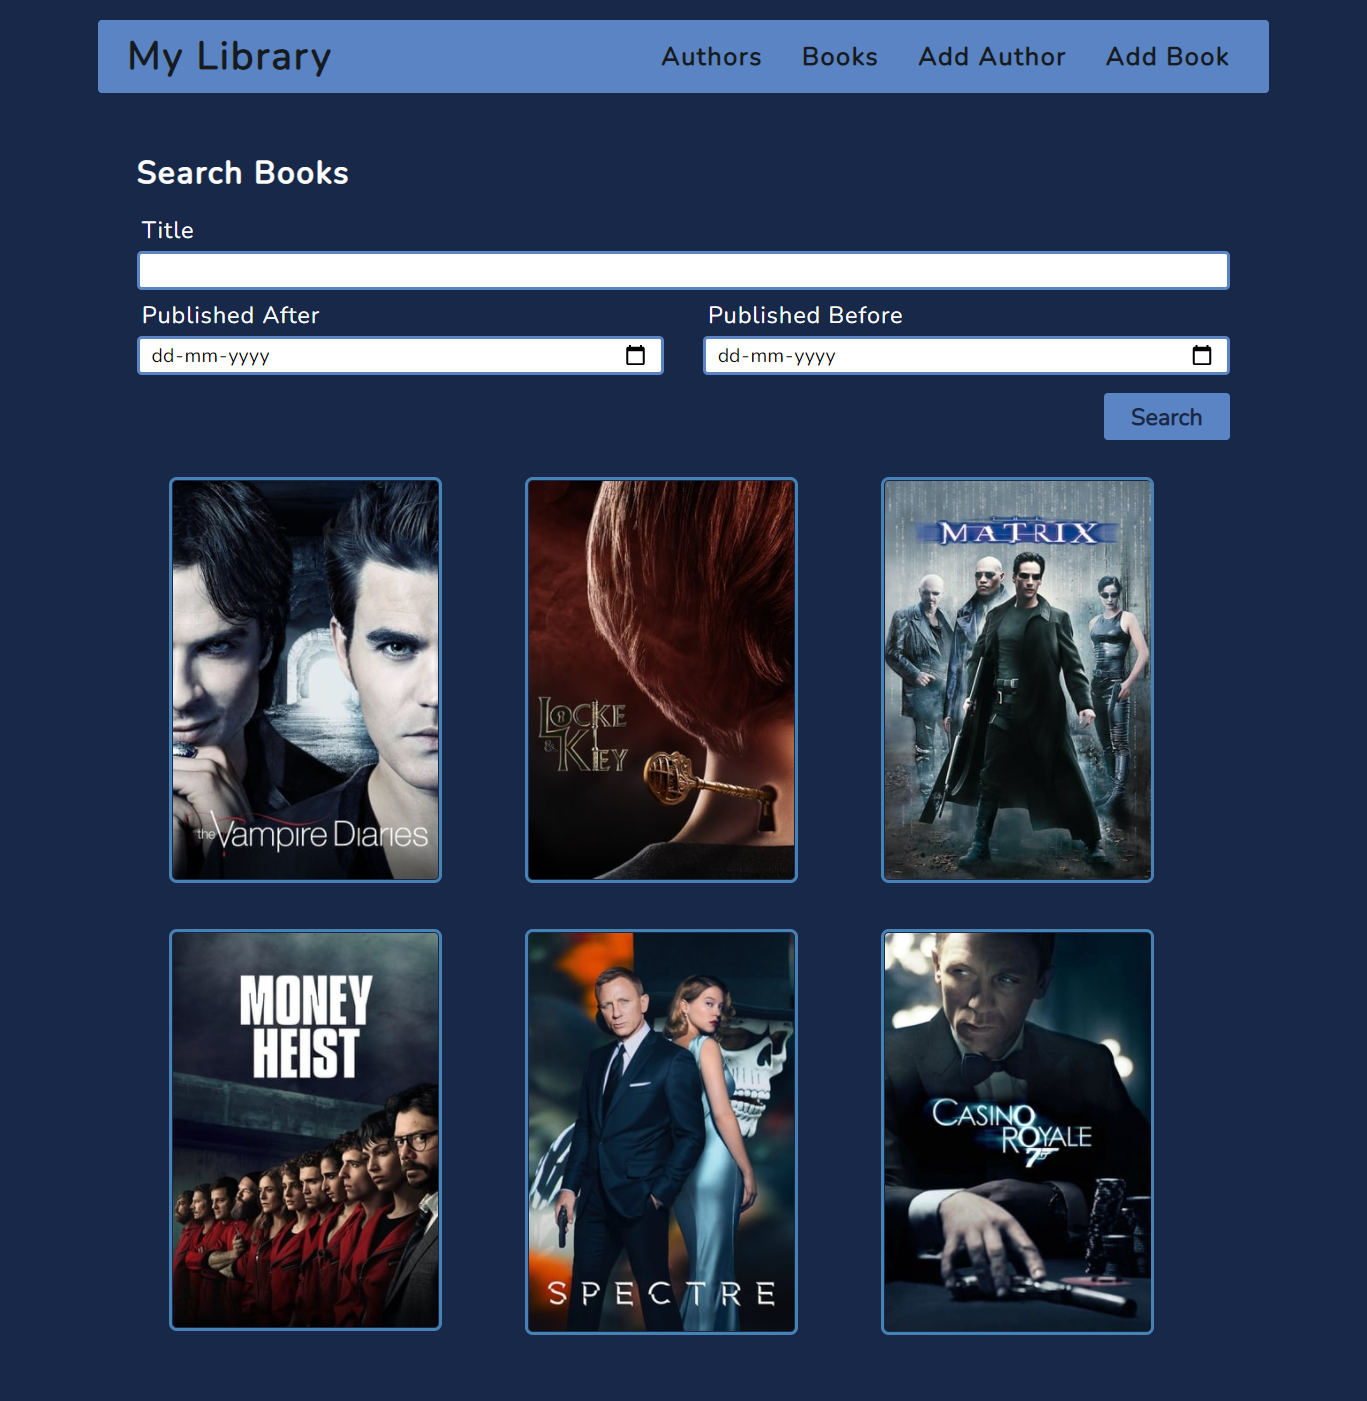 My Library
Authors Books Add Author Add Book
Search Books
Title
Published After
Published Before
dd-mm-yyyy
dd-mm-yyyy
Search
the Vampire Diaries
LOCKE
& KEY
THE
MATRIX
MONEY
HEIST
SPECTRE
CASINO
ROYALE
007